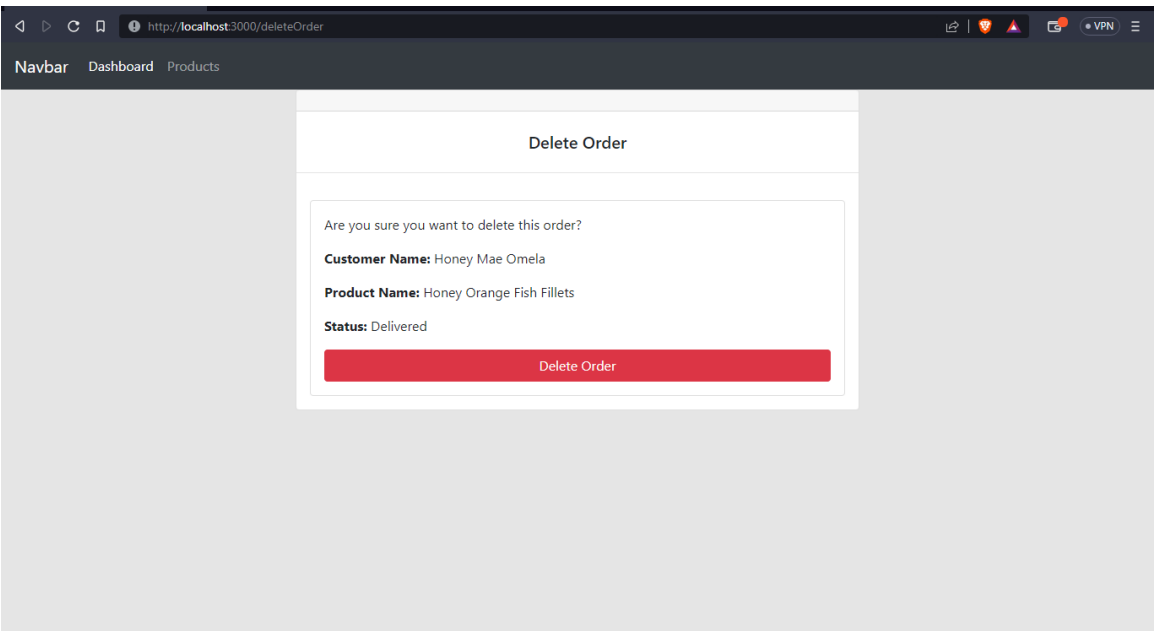 http://localhost:3000/deleteOrder
VPN
Navbar Dashboard Products
Delete Order
Are you sure you want to delete this order?
Customer Name: Honey Mae Omela
Product Name: Honey Orange Fish Fillets
Status: Delivered
Delete Order